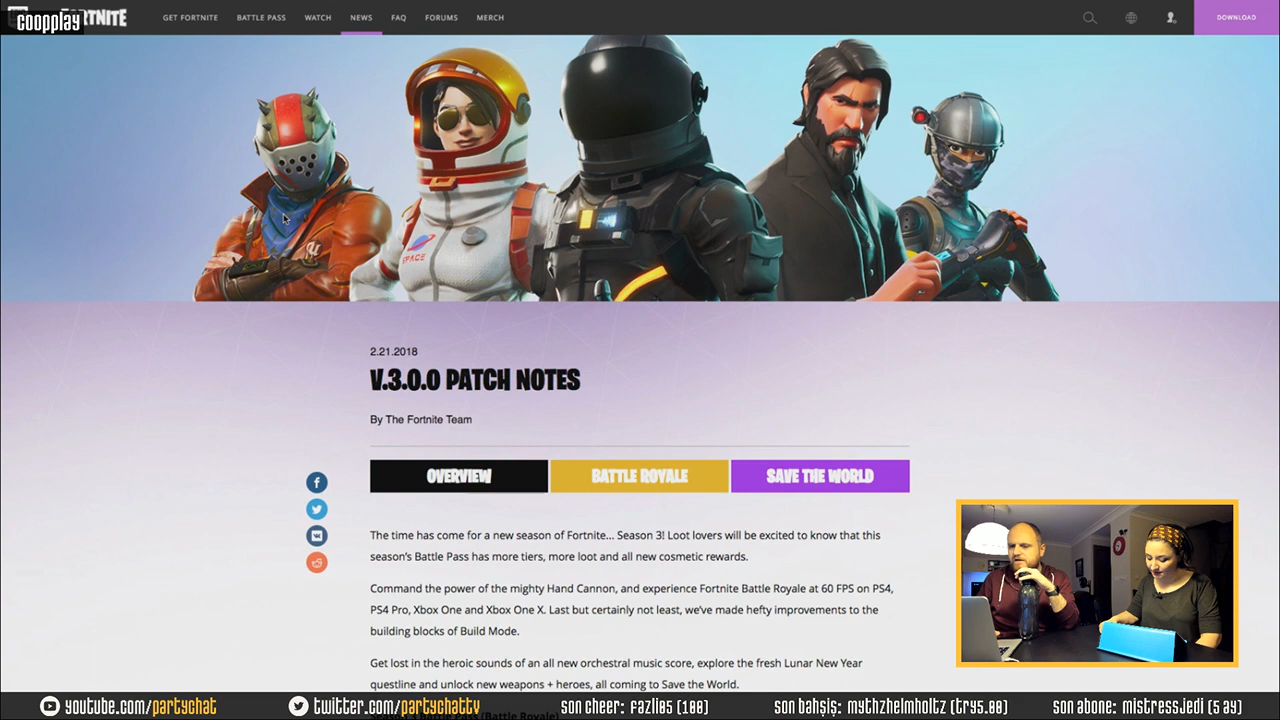 coopplay
FORTNITE
GET FORTNITE
BATTLE PASS
WATCH
NEWS
FAQ
FORUMS
MERCH
DOWNLOAD
SPACE
2.21.2018
V.3.0.0 PATCH NOTES
By The Fortnite Team
OVERVIEW
BATTLE ROYALE
SAVE THE WORLD
The time has come for a new season of Fortnite... Season 3! Loot lovers will be excited to know that this
season's Battle Pass has more tiers, more loot and all new cosmetic rewards.
Command the power of the mighty Hand Cannon, and experience Fortnite Battle Royale at 60 FPS on PS4,
PS4 Pro, Xbox One and Xbox One X. Last but certainly not least, we've made hefty improvements to the
building blocks of Build Mode.
Get lost in the heroic sounds of an all new orchestral music score, explore the fresh Lunar New Year
questline and unlock new weapons + heroes, all coming to Save the World.
Season 3 Battle Pass (Battle Royale)
youtube.com/partychat
twitter.com/partychattv
son cheer: fazli05 (100)
son bahşiş: mythzhelmholtz (try5.00)
son abone: mistressjedi (5 ay)